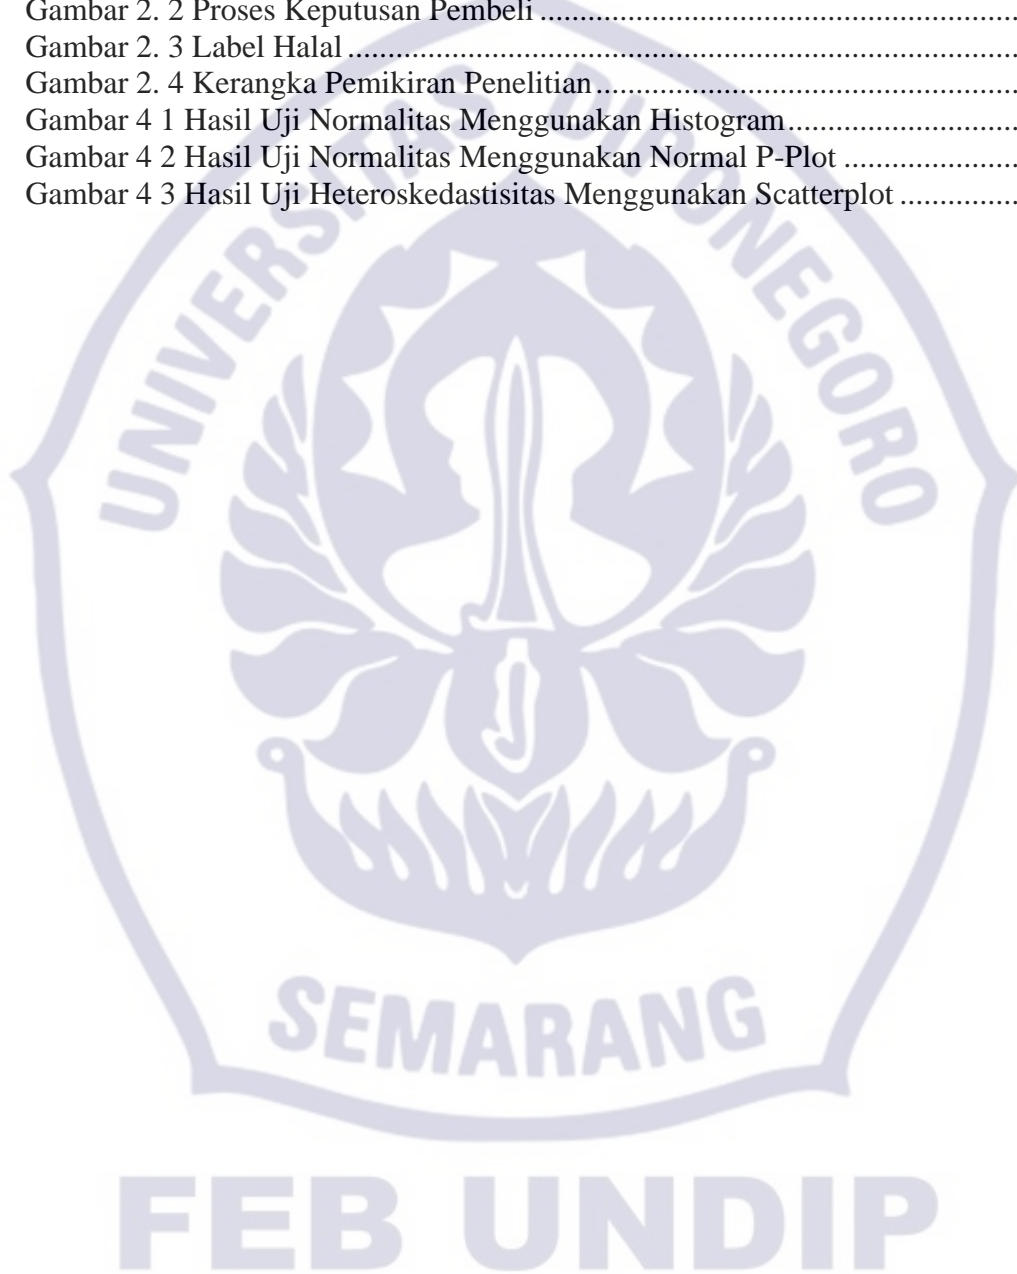 Gambar 2. 2 Proses Keputusan Pembeli ....................................................
Gambar 2. 3 Label Halal .........................................................................
Gambar 2. 4 Kerangka Pemikiran Penelitian ..............................................
Gambar 4 1 Hasil Uji Normalitas Menggunakan Histogram ..........................
Gambar 4 2 Hasil Uji Normalitas Menggunakan Normal P-Plot ...................
Gambar 4 3 Hasil Uji Heteroskedastisitas Menggunakan Scatterplot ...............
UNIVERSITAS DIPONEGORO
SEMARANG
FEB UNDIP